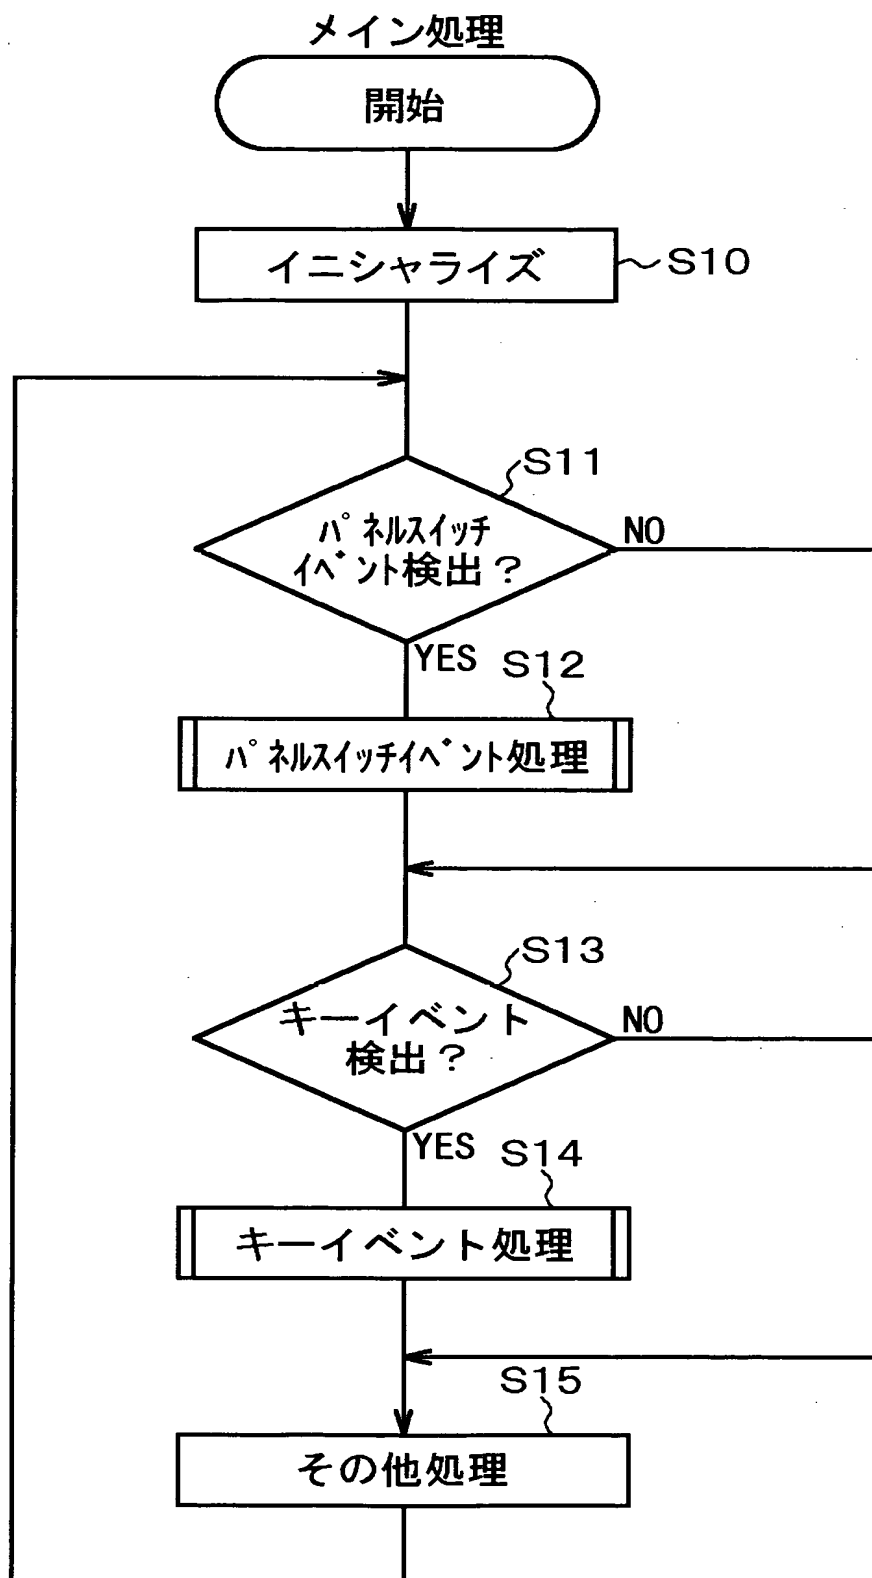 メイン処理
開始
イニシャライズ
S10
S11
パネルスイッチ
イベント検出？
NO
YES
S12
パネルスイッチイベント処理
S13
キーイベント
検出？
NO
YES
S14
キーイベント処理
S15
その他処理